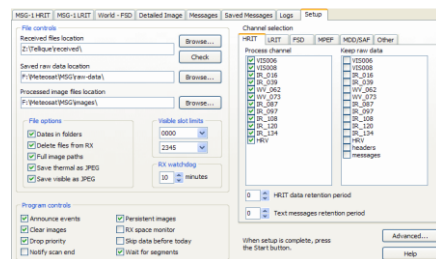 MSG-1 HRIT MSG-1 LRIT World - FSD Detailed Image Messages Saved Messages Logs Setup
File controls
Received files location
Z:\Tellique\received\
Browse...
Check
Saved raw data location
F:\Meteosat\MSG\raw-data\
Browse...
Processed image files location
F:\Meteosat\MSG\images\
Browse...
File options
Dates in folders
Delete files from RX
Full image paths
Save thermal as JPEG
Save visible as JPEG
Visible slot limits
0000
2345
RX watchdog
10 minutes
Program controls
Announce events
Clear images
Drop priority
Notify scan end
Persistent images
RX space monitor
Skip data before today
Wait for segments
Channel selection
HRIT LRIT FSD MPEF MDD/SAF Other
Process channel
VIS006
VIS008
IR_016
IR_039
WV_062
WV_073
IR_087
IR_097
IR_108
IR_120
IR_134
HRV
Keep raw data
VIS006
VIS008
IR_016
IR_039
WV_062
WV_073
IR_087
IR_097
IR_108
IR_120
IR_134
HRV
headers
messages
0 HRIT data retention period
0 Text messages retention period
When setup is complete, press
the Start button.
Advanced...
Help